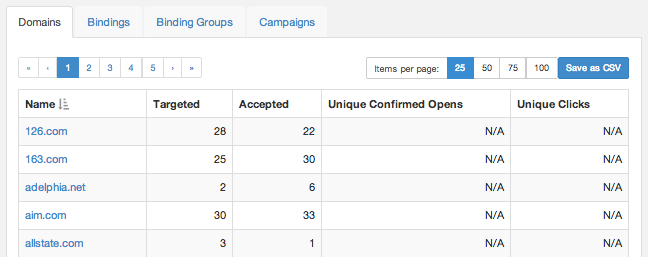 Domains Bindings Binding Groups Campaigns
« ‹ 1 2 3 4 5 › » Items per page: 25 50 75 100 Save as CSV
Name Targeted Accepted Unique Confirmed Opens Unique Clicks
126.com 28 22 N/A N/A
163.com 25 30 N/A N/A
adelphia.net 2 6 N/A N/A
aim.com 30 33 N/A N/A
allstate.com 3 1 N/A N/A